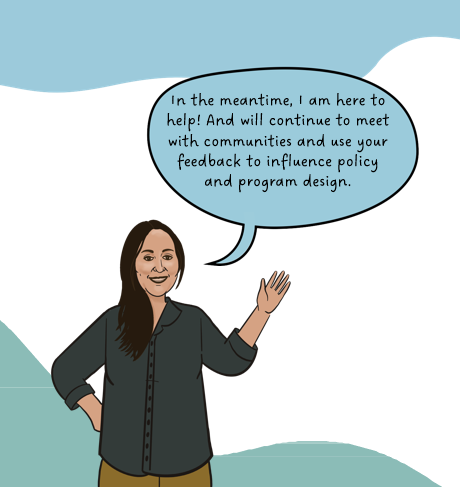 In the meantime, I am here to
help! And will continue to meet
with communities and use your
feedback to influence policy
and program design.